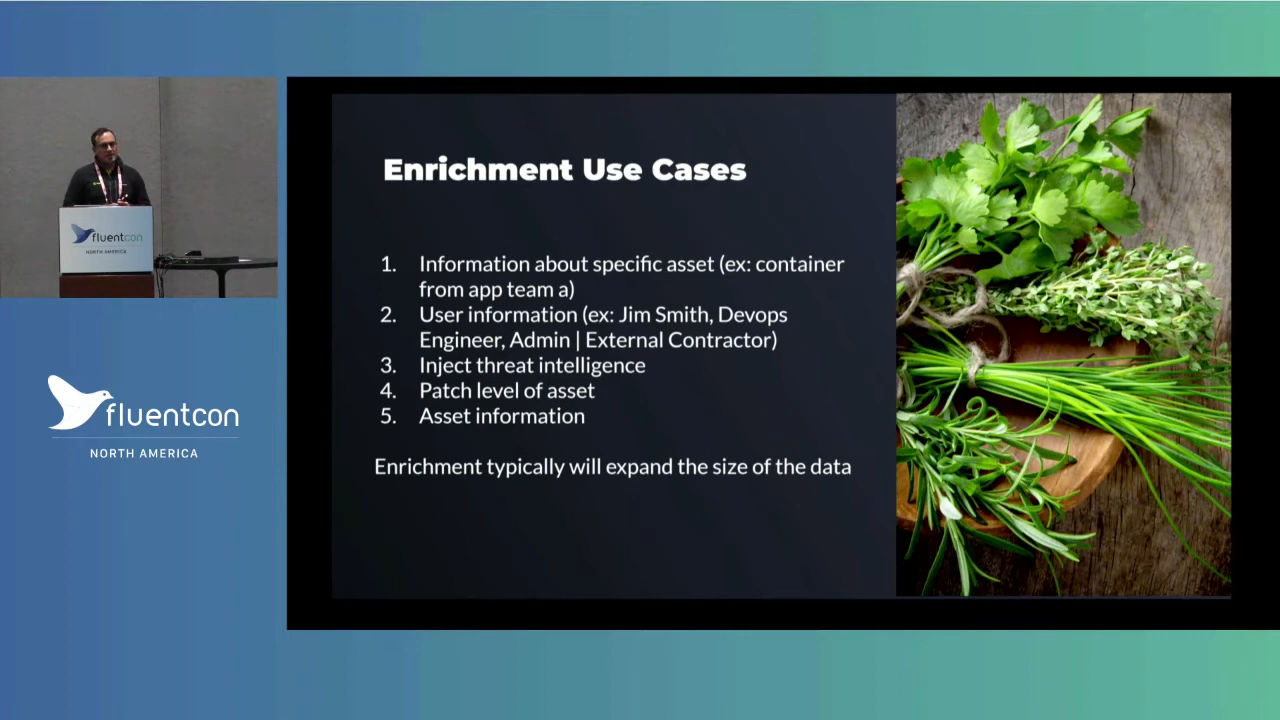 fluentcon
NORTH AMERICA
fluentcon
NORTH AMERICA
Enrichment Use Cases
1. Information about specific asset (ex: container
from app team a)
2. User information (ex: Jim Smith, Devops
Engineer, Admin | External Contractor)
3. Inject threat intelligence
4. Patch level of asset
5. Asset information
Enrichment typically will expand the size of the data